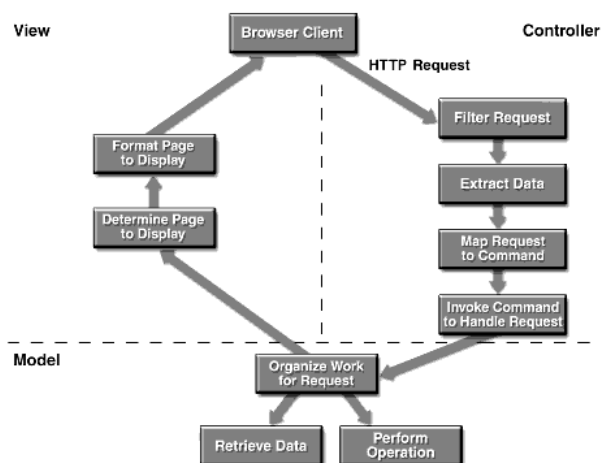 View
Browser Client
Controller
HTTP Request
Filter Request
Format Page
to Display
Extract Data
Determine Page
to Display
Map Request
to Command
Invoke Command
to Handle Request
Model
Organize Work
for Request
Retrieve Data
Perform
Operation